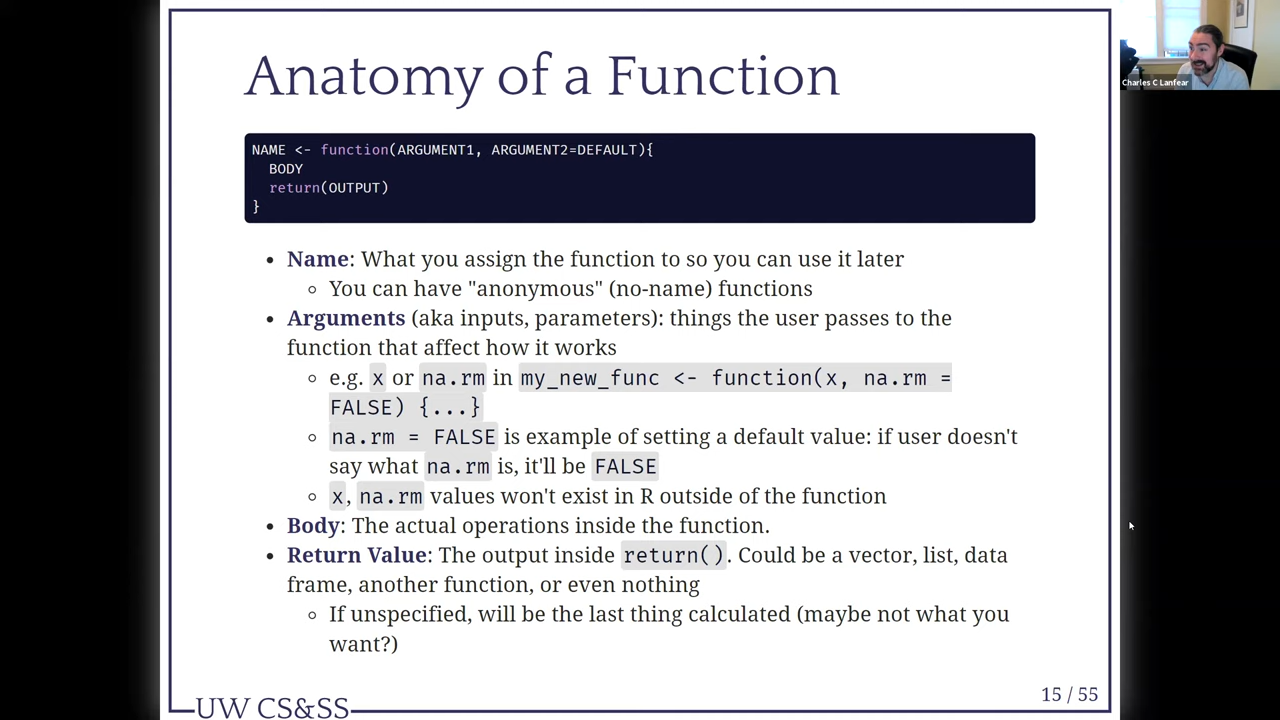 Anatomy of a Function
Charles C Lanfear
NAME <- function(ARGUMENT1, ARGUMENT2=DEFAULT){
  BODY
  return(OUTPUT)
}
• Name: What you assign the function to so you can use it later
◦ You can have "anonymous" (no-name) functions
• Arguments (aka inputs, parameters): things the user passes to the
function that affect how it works
◦ e.g. x or na.rm in my_new_func <- function(x, na.rm =
FALSE) {...}
◦ na.rm = FALSE is example of setting a default value: if user doesn't
say what na.rm is, it'll be FALSE
◦ x, na.rm values won't exist in R outside of the function
• Body: The actual operations inside the function.
• Return Value: The output inside return(). Could be a vector, list, data
frame, another function, or even nothing
◦ If unspecified, will be the last thing calculated (maybe not what you
want?)
15 / 55
UW CS&SS